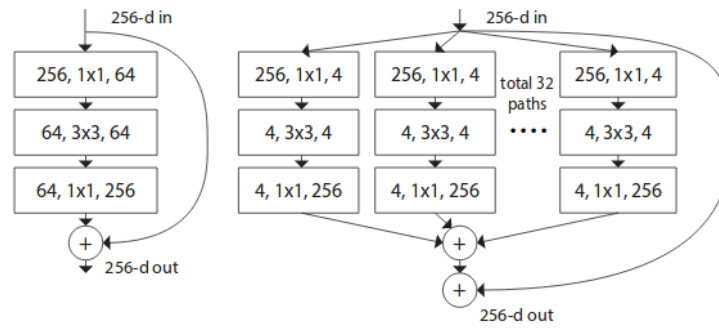 256-d in
256, 1x1, 64
64, 3x3, 64
64, 1x1, 256
+
256-d out
256-d in
256, 1x1, 4
256, 1x1, 4
256, 1x1, 4
total 32
paths
....
4, 3x3, 4
4, 3x3, 4
4, 3x3, 4
4, 1x1, 256
4, 1x1, 256
4, 1x1, 256
+
+
256-d out